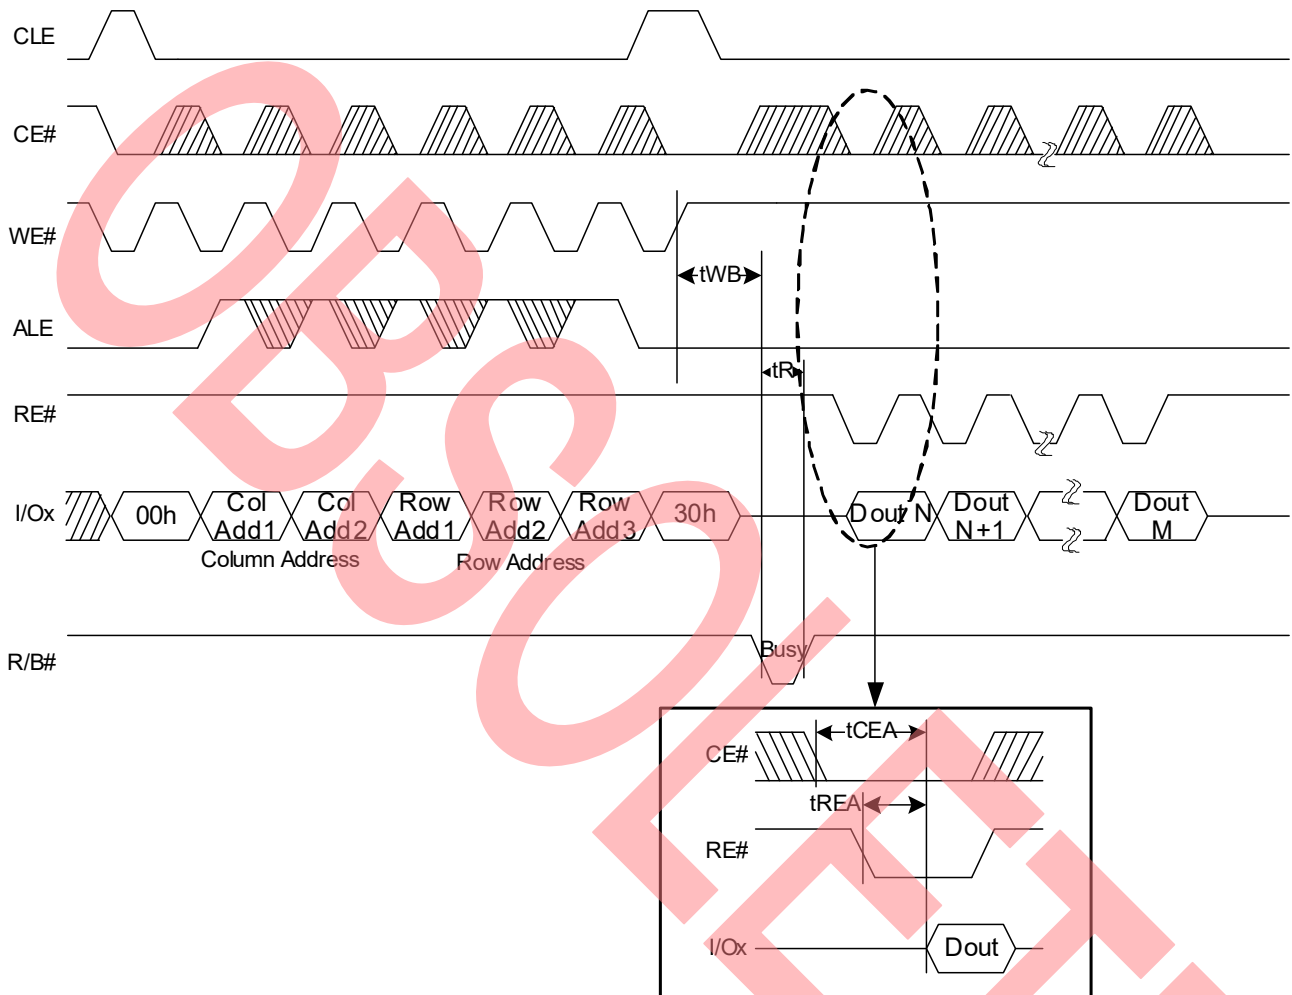 CLE
CE#
WE#
tWB
ALE
tR
RE#
I/Ox
00h
Col
Add1
Col
Add2
Row
Add1
Row
Add2
Row
Add3
30h
Dout N
Dout
N+1
Dout
M
Column Address
Row Address
R/B#
Busy
CE#
tCEA
tREA
RE#
I/Ox
Dout
OBSOLET